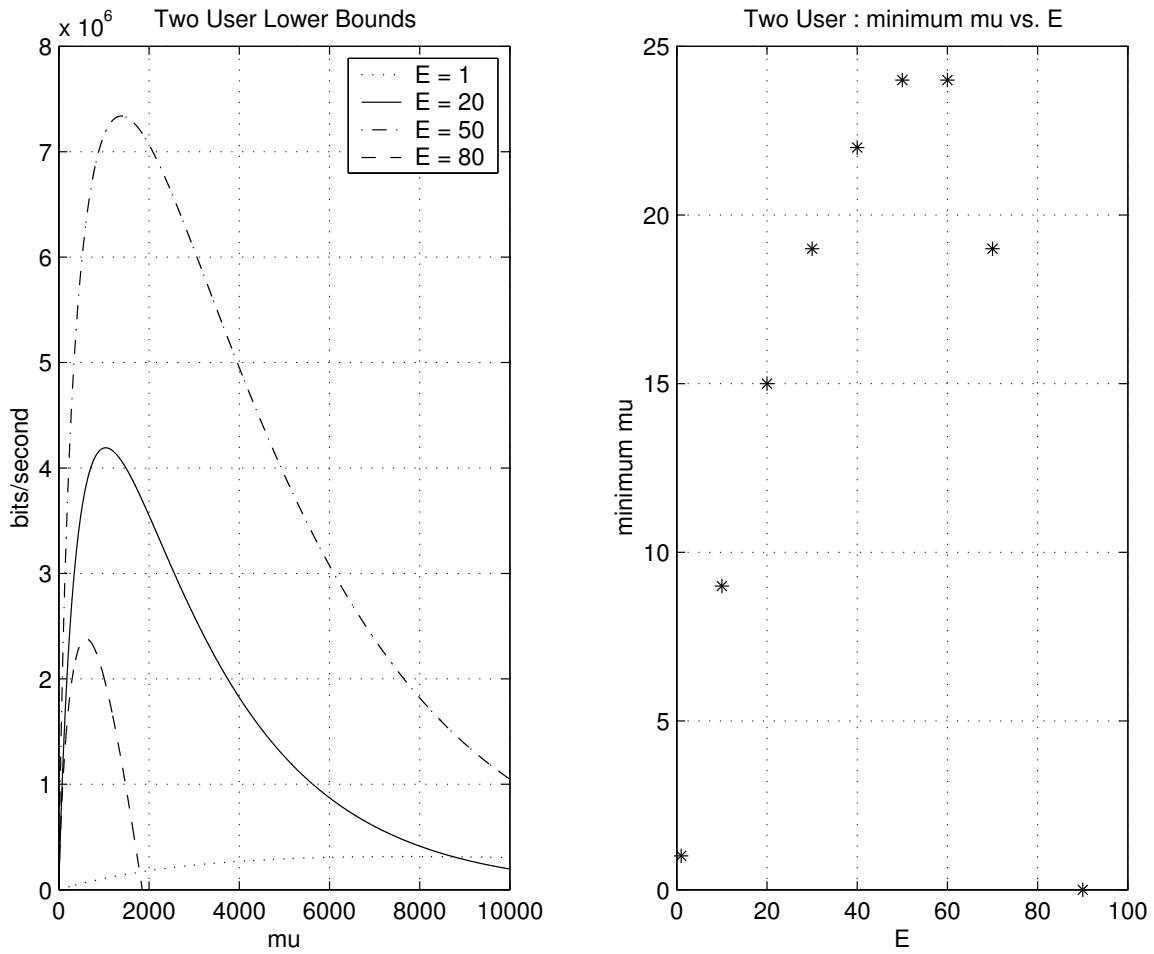 Two User Lower Bounds
x 10^6
8
7
6
5
4
3
2
1
0
bits/second
0 2000 4000 6000 8000 10000
mu
E = 1
E = 20
E = 50
E = 80
Two User : minimum mu vs. E
25
20
15
10
5
0
minimum mu
0 20 40 60 80 100
E